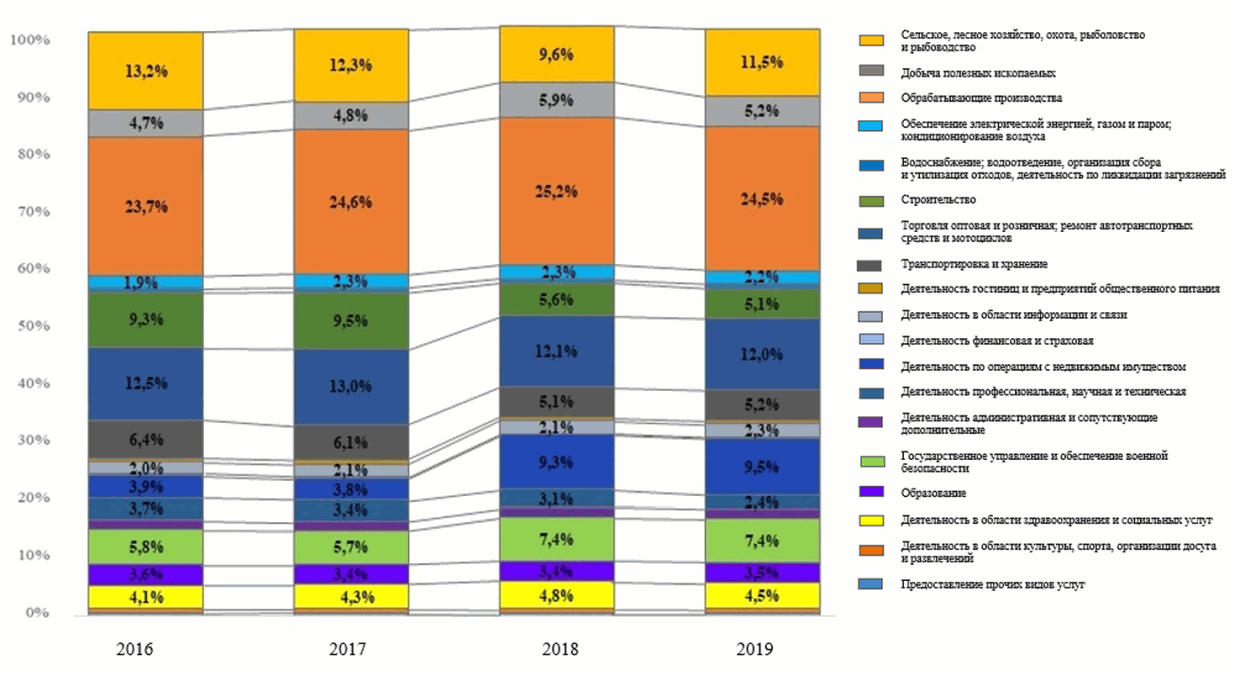 100%
90%
80%
70%
60%
50%
40%
30%
20%
10%
0%
13,2%
4,7%
23,7%
1,9%
9,3%
12,5%
6,4%
2,0%
3,9%
3,7%
5,8%
3,6%
4,1%
2016
12,3%
4,8%
24,6%
2,3%
9,5%
13,0%
6,1%
2,1%
3,8%
3,4%
5,7%
3,4%
4,3%
2017
9,6%
5,9%
25,2%
2,3%
5,6%
12,1%
5,1%
2,1%
9,3%
3,1%
7,4%
3,4%
4,8%
2018
11,5%
5,2%
24,5%
2,2%
5,1%
12,0%
5,2%
2,3%
9,5%
2,4%
7,4%
3,5%
4,5%
2019
Сельское, лесное хозяйство, охота, рыболовство
и рыбоводство
Добыча полезных ископаемых
Обрабатывающие производства
Обеспечение электрической энергией, газом и паром;
кондиционирование воздуха
Водоснабжение; водоотведение, организация сбора
и утилизация отходов, деятельность по ликвидации загрязнений
Строительство
Торговля оптовая и розничная; ремонт автотранспортных
средств и мотоциклов
Транспортировка и хранение
Деятельность гостиниц и предприятий общественного питания
Деятельность в области информации и связи
Деятельность финансовая и страховая
Деятельность по операциям с недвижимым имуществом
Деятельность профессиональная, научная и техническая
Деятельность административная и сопутствующие
дополнительные
Государственное управление и обеспечение военной
безопасности
Образование
Деятельность в области здравоохранения и социальных услуг
Деятельность в области культуры, спорта, организации досуга
и развлечений
Предоставление прочих видов услуг